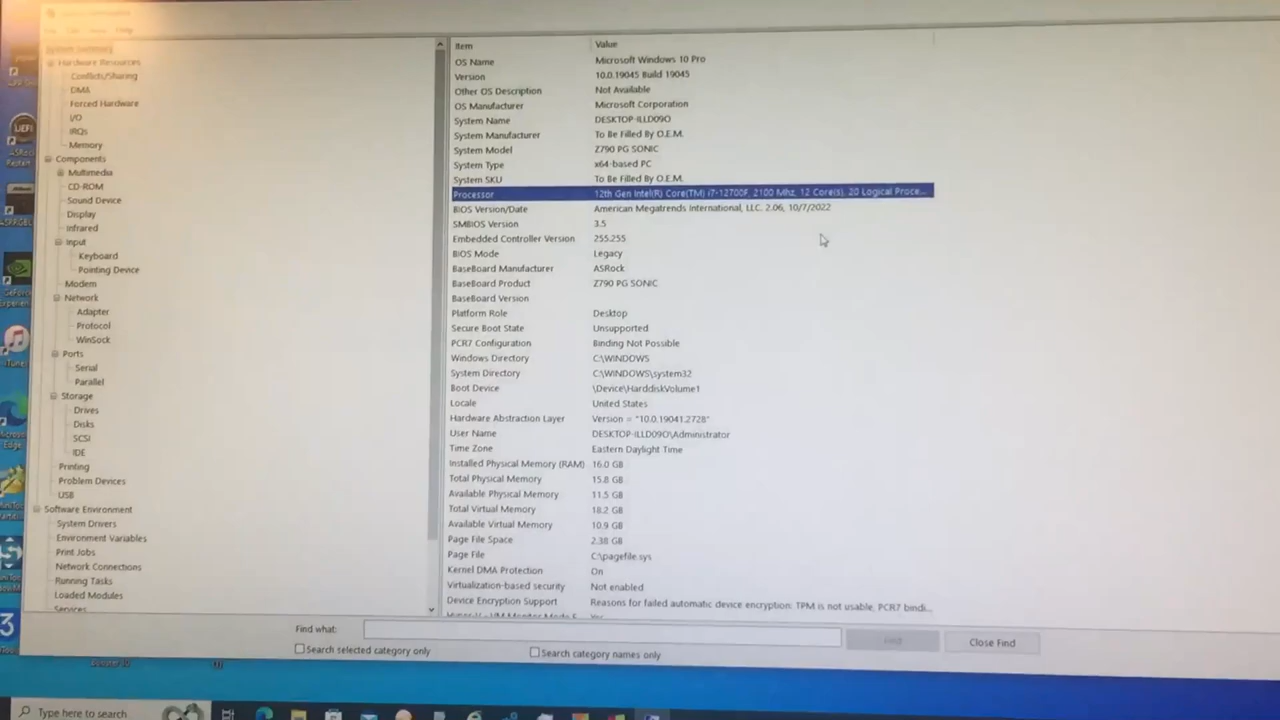 System Summary
Hardware Resources
Conflicts/Sharing
DMA
Forced Hardware
I/O
IRQs
Memory
Components
Multimedia
CD-ROM
Sound Device
Display
Infrared
Input
Keyboard
Pointing Device
Modem
Network
Adapter
Protocol
WinSock
Ports
Serial
Parallel
Storage
Drives
Disks
SCSI
IDE
Printing
Problem Devices
USB
Software Environment
System Drivers
Environment Variables
Print Jobs
Network Connections
Running Tasks
Loaded Modules
Services
Item Value
OS Name Microsoft Windows 10 Pro
Version 10.0.19045 Build 19045
Other OS Description Not Available
OS Manufacturer Microsoft Corporation
System Name DESKTOP-ILLD09O
System Manufacturer To Be Filled By O.E.M.
System Model Z790 PG SONIC
System Type x64-based PC
System SKU To Be Filled By O.E.M.
Processor 12th Gen Intel(R) Core(TM) i7-12700F, 2100 Mhz, 12 Core(s), 20 Logical Proce...
BIOS Version/Date American Megatrends International, LLC. 2.06, 10/7/2022
SMBIOS Version 3.5
Embedded Controller Version 255.255
BIOS Mode Legacy
BaseBoard Manufacturer ASRock
BaseBoard Product Z790 PG SONIC
BaseBoard Version
Platform Role Desktop
Secure Boot State Unsupported
PCR7 Configuration Binding Not Possible
Windows Directory C:\WINDOWS
System Directory C:\WINDOWS\system32
Boot Device \Device\HarddiskVolume1
Locale United States
Hardware Abstraction Layer Version = "10.0.19041.2728"
User Name DESKTOP-ILLD09O\Administrator
Time Zone Eastern Daylight Time
Installed Physical Memory (RAM) 16.0 GB
Total Physical Memory 15.8 GB
Available Physical Memory 11.5 GB
Total Virtual Memory 18.2 GB
Available Virtual Memory 10.9 GB
Page File Space 2.38 GB
Page File C:\pagefile.sys
Kernel DMA Protection On
Virtualization-based security Not enabled
Device Encryption Support Reasons for failed automatic device encryption: TPM is not usable, PCR7 bindi...
Find what:
Find
Close Find
Search selected category only
Search category names only
Type here to search